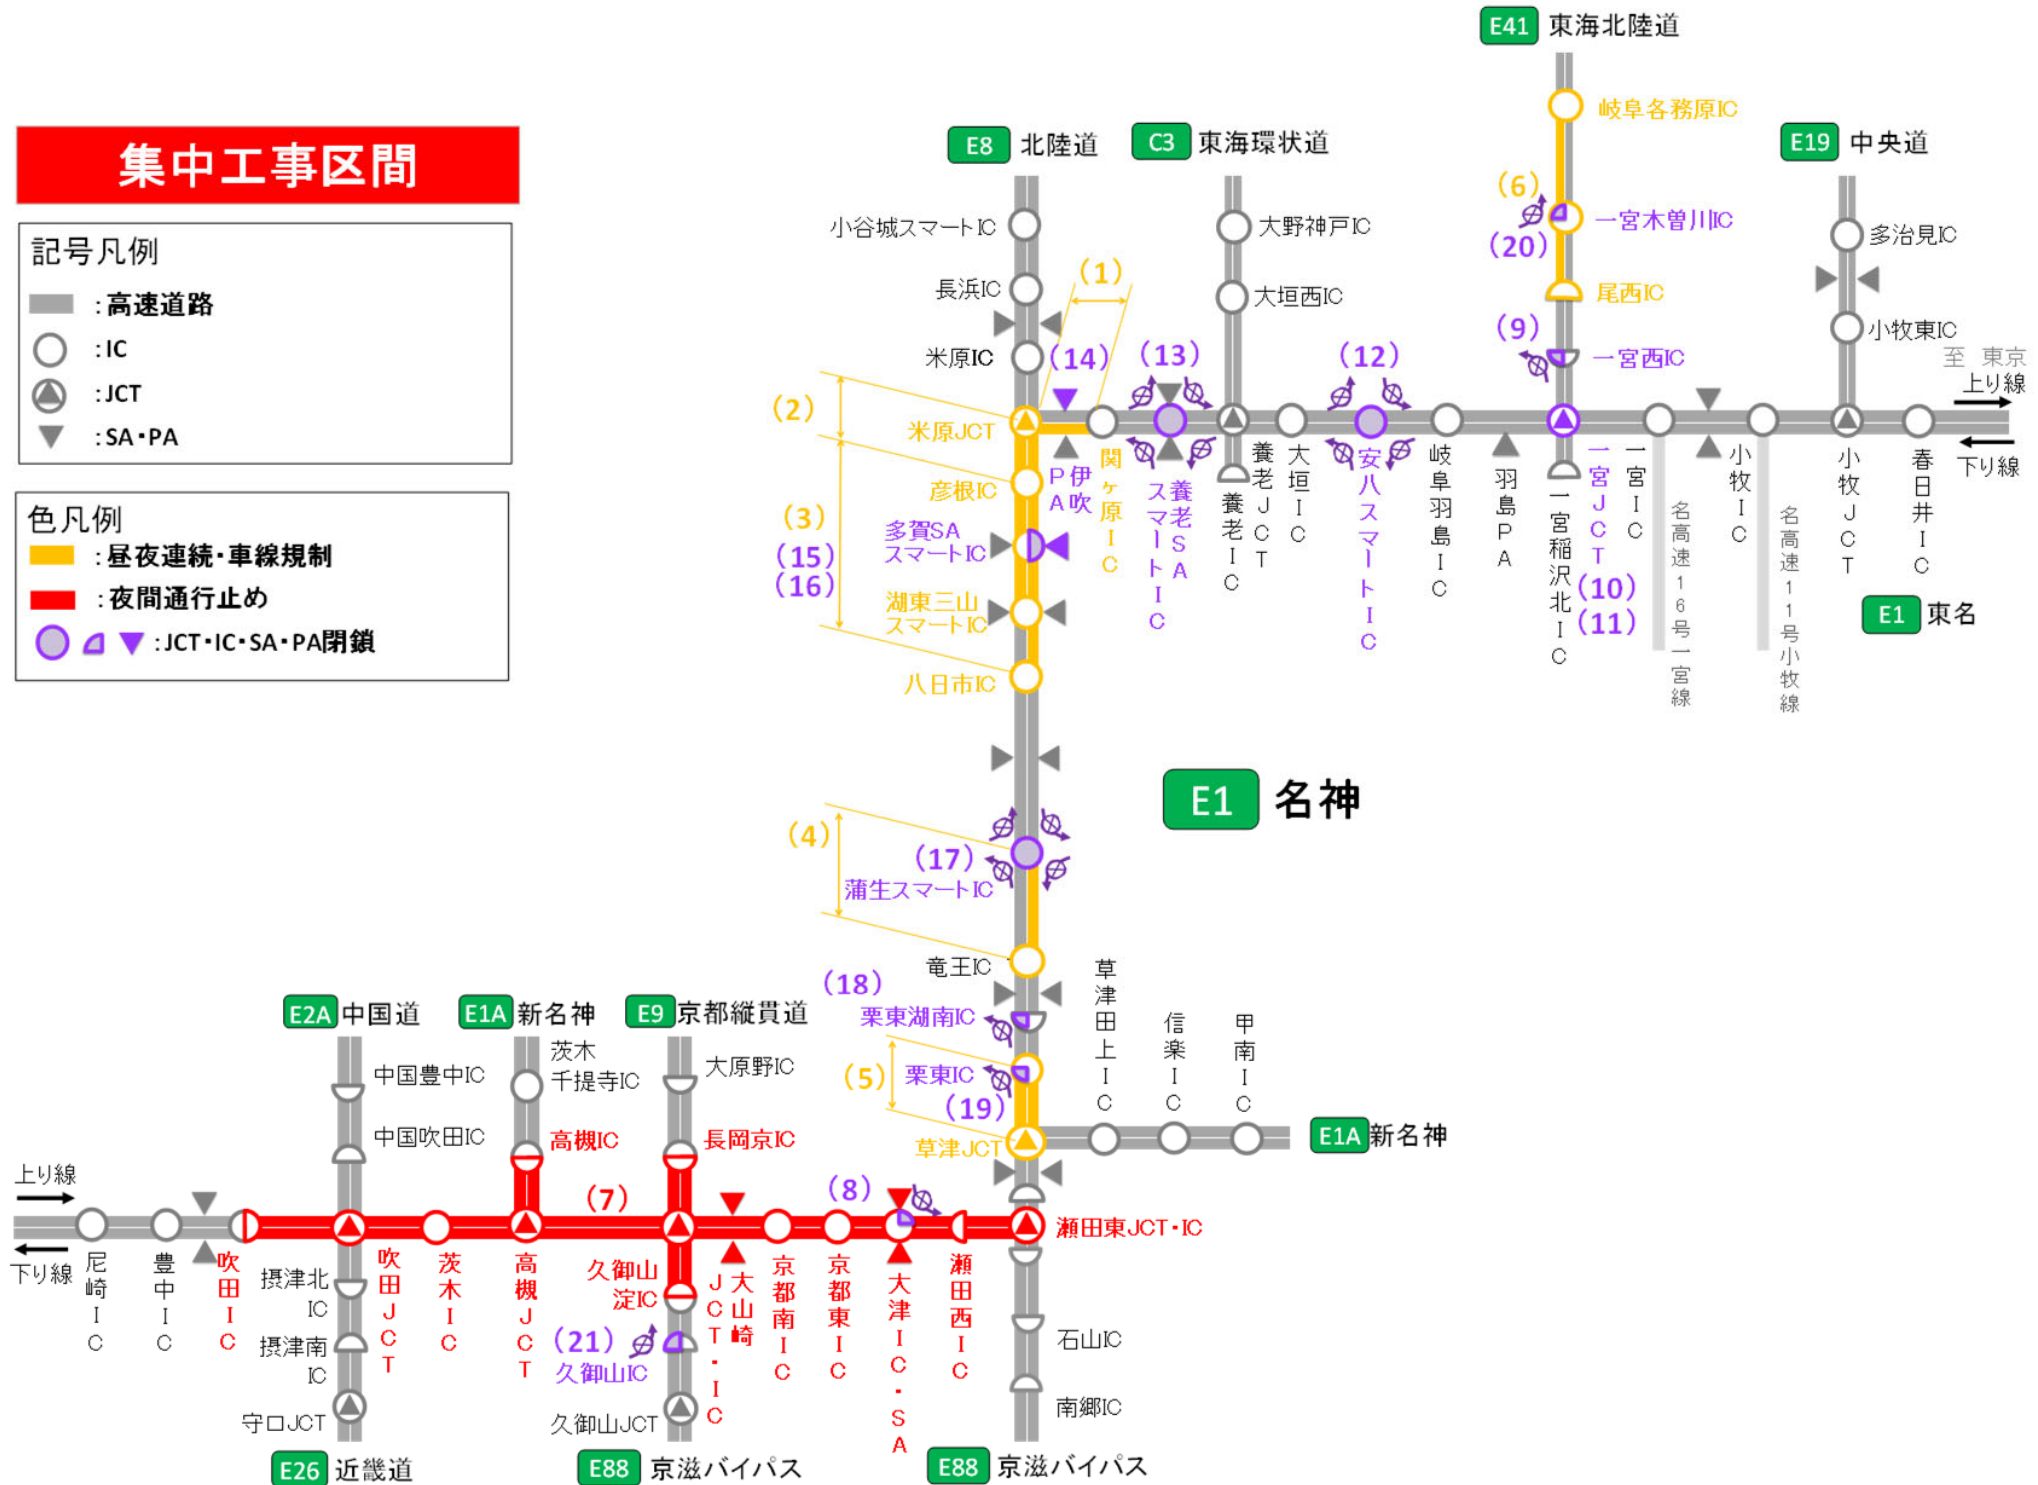 集中工事区間
記号凡例
：高速道路
：IC
：JCT
：SA・PA
色凡例
：昼夜連続・車線規制
：夜間通行止め
：JCT・IC・SA・PA閉鎖
E41 東海北陸道
岐阜各務原IC
（6）
一宮木曽川IC
（20）
尾西IC
（9）
一宮西IC
E19 中央道
多治見IC
小牧東IC
至 東京
上り線
下り線
E8 北陸道
小谷城スマートIC
長浜IC
米原IC
C3 東海環状道
大野神戸IC
大垣西IC
（1）
（14）
（13）
（12）
（2）
米原JCT
伊吹PA
関ヶ原IC
養老SAスマートIC
養老JCT
養老IC
大垣IC
安八スマートIC
岐阜羽島IC
羽島PA
一宮稲沢北IC
一宮JCT
（10）
（11）
一宮IC
名高速16号一宮線
小牧IC
名高速11号小牧線
小牧JCT
春日井IC
E1 東名
彦根IC
（3）
（15）
（16）
多賀SA
スマートIC
湖東三山
スマートIC
八日市IC
E1 名神
（4）
（17）
蒲生スマートIC
竜王IC
（18）
栗東湖南IC
（5）
栗東IC
（19）
草津JCT
草津田上IC
信楽IC
甲南IC
E1A 新名神
E2A 中国道
中国豊中IC
中国吹田IC
E1A 新名神
茨木
千提寺IC
高槻IC
E9 京都縦貫道
大原野IC
長岡京IC
（7）
（8）
上り線
下り線
尼崎IC
豊中IC
吹田IC
吹田JCT
茨木IC
高槻JCT
久御山
淀IC
大山崎JCT・IC
京都南IC
京都東IC
大津IC・SA
瀬田西IC
瀬田東JCT・IC
摂津北
IC
摂津南
IC
守口JCT
E26 近畿道
（21）
久御山IC
久御山JCT
E88 京滋バイパス
石山IC
南郷IC
E88 京滋バイパス